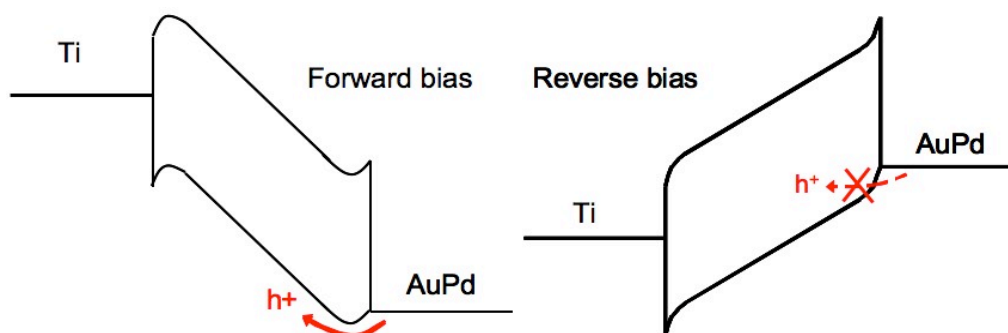 Ti
Forward bias
AuPd
h+
Reverse bias
AuPd
h⁺
Ti